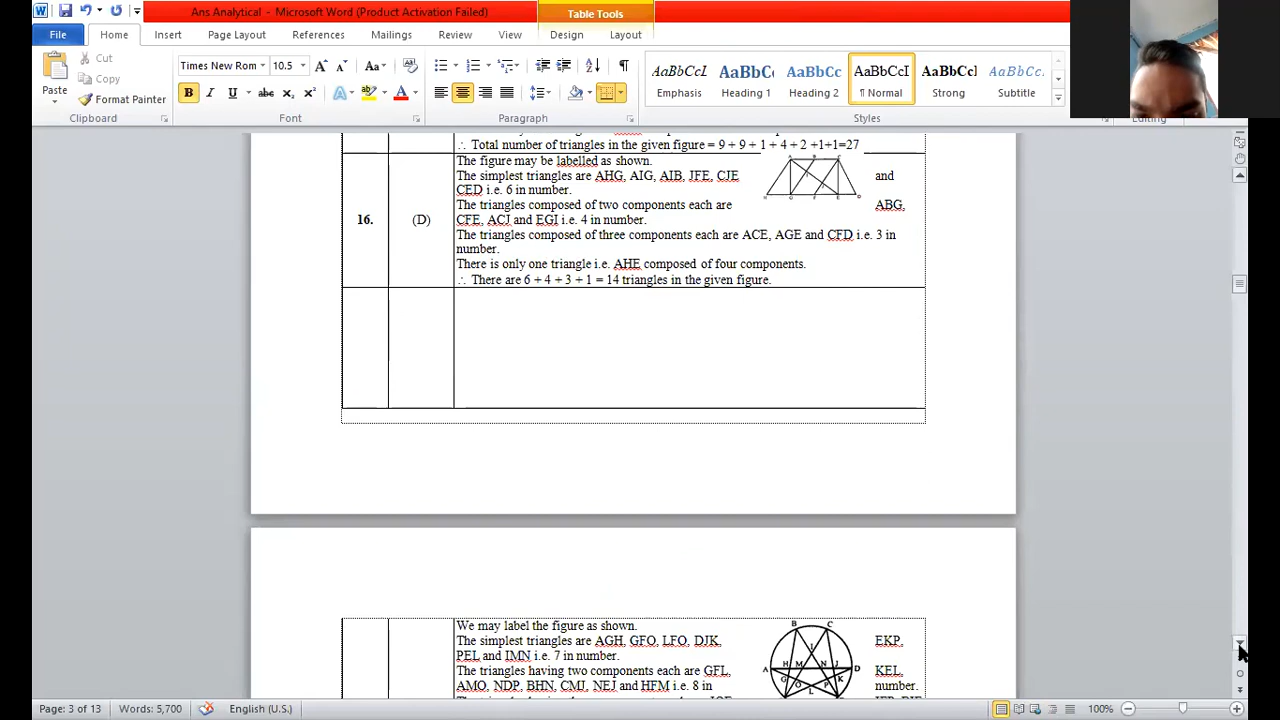 Ans Analytical - Microsoft Word (Product Activation Failed)
Table Tools
File Home Insert Page Layout References Mailings Review View Design Layout
Paste
Cut
Copy
Format Painter
Clipboard
Times New Rom 10.5
B I U abc
Font
Paragraph
AaBbCcI AaBbCc AaBbCc AaBbCcI AaBbCcI AaBbCc.
Emphasis Heading 1 Heading 2 ¶ Normal Strong Subtitle
Styles
Editing
∴ Total number of triangles in the given figure = 9 + 9 + 1 + 4 + 2 +1+1=27
16.
(D)
The figure may be labelled as shown.
The simplest triangles are AHG, AIG, AIB, JFE, CJE and
CED i.e. 6 in number.
The triangles composed of two components each are ABG,
CFE, ACJ and EGI i.e. 4 in number.
The triangles composed of three components each are ACE, AGE and CFD i.e. 3 in
number.
There is only one triangle i.e. AHE composed of four components.
∴ There are 6 + 4 + 3 + 1 = 14 triangles in the given figure.
We may label the figure as shown.
The simplest triangles are AGH, GFO, LFO, DJK, EKP,
PEL and IMN i.e. 7 in number.
The triangles having two components each are GFL, KEL,
AMO, NDP, BHN, CMJ, NEJ and HFM i.e. 8 in number.
Page: 3 of 13 Words: 5,700 English (U.S.) 100%